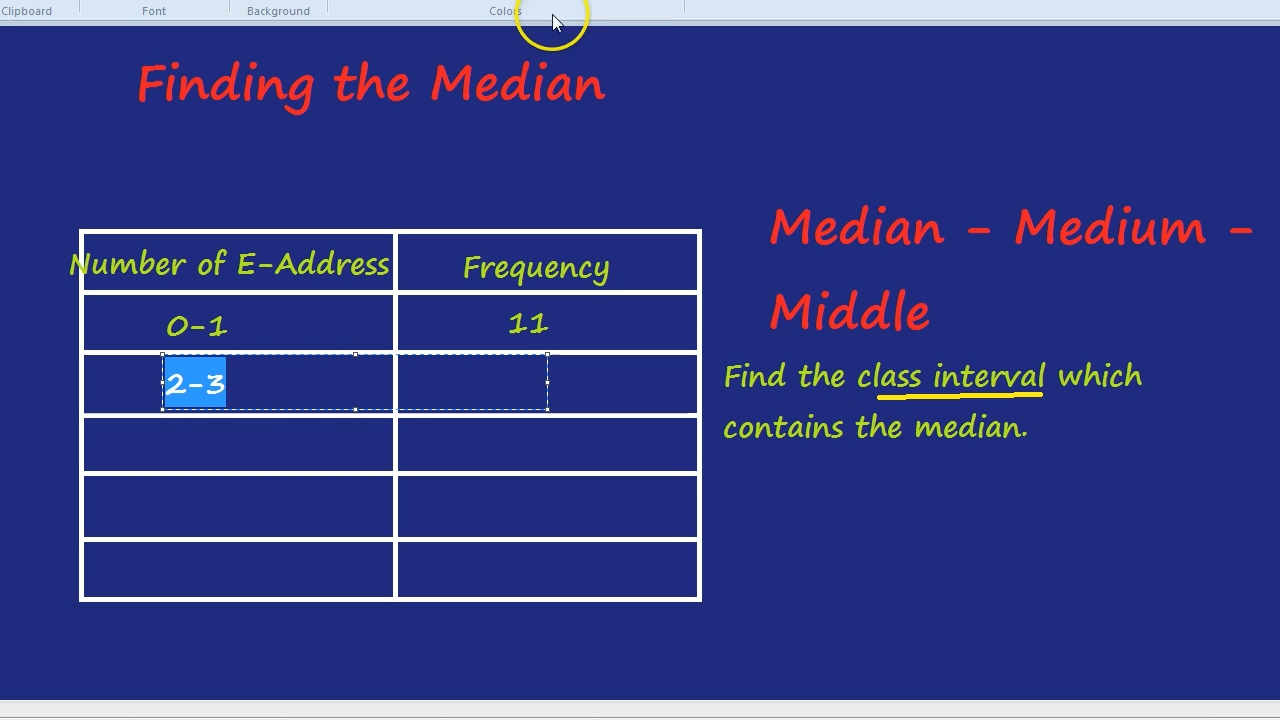 Clipboard Font Background Colors
Finding the Median
Number of E-Address Frequency
0-1 11
2-3
Median - Medium -
Middle
Find the class interval which
contains the median.